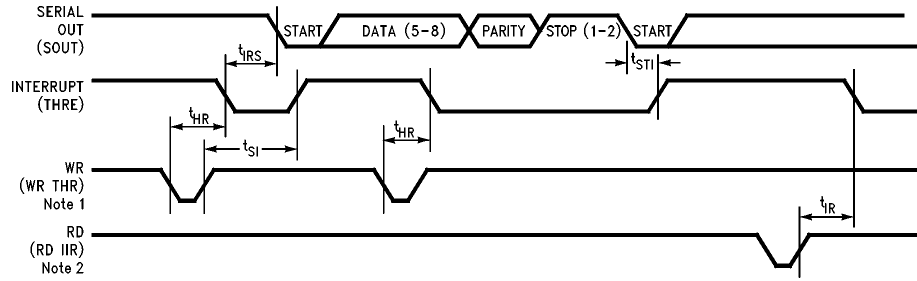 SERIAL
OUT
(SOUT)
START
DATA (5-8)
PARITY
STOP (1-2)
START
tIRS
tSTI
INTERRUPT
(THRE)
tHR
tHR
tSI
WR
(WR THR)
Note 1
tIR
RD
(RD IIR)
Note 2